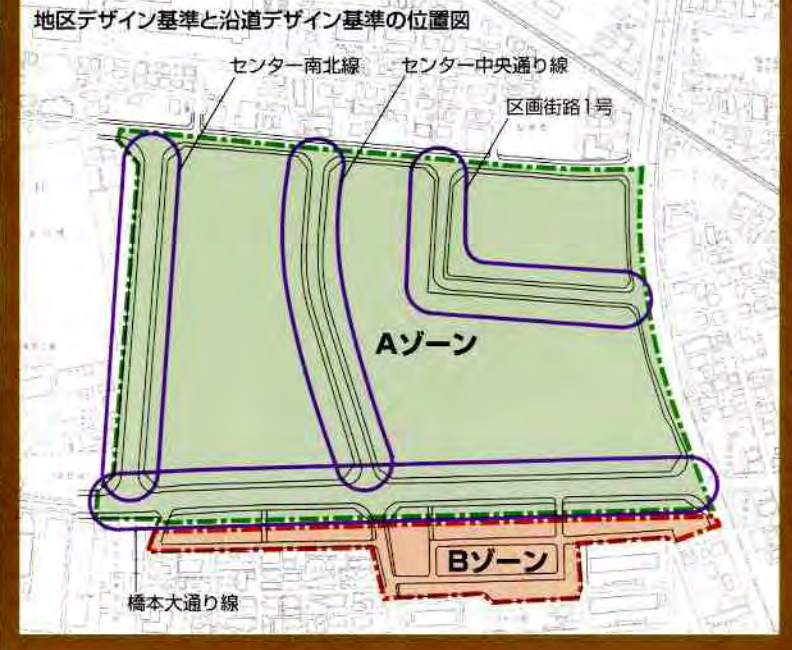 地区デザイン基準と沿道デザイン基準の位置図
センター南北線
センター中央通り線
区画街路1号
Aゾーン
Bゾーン
橋本大通り線